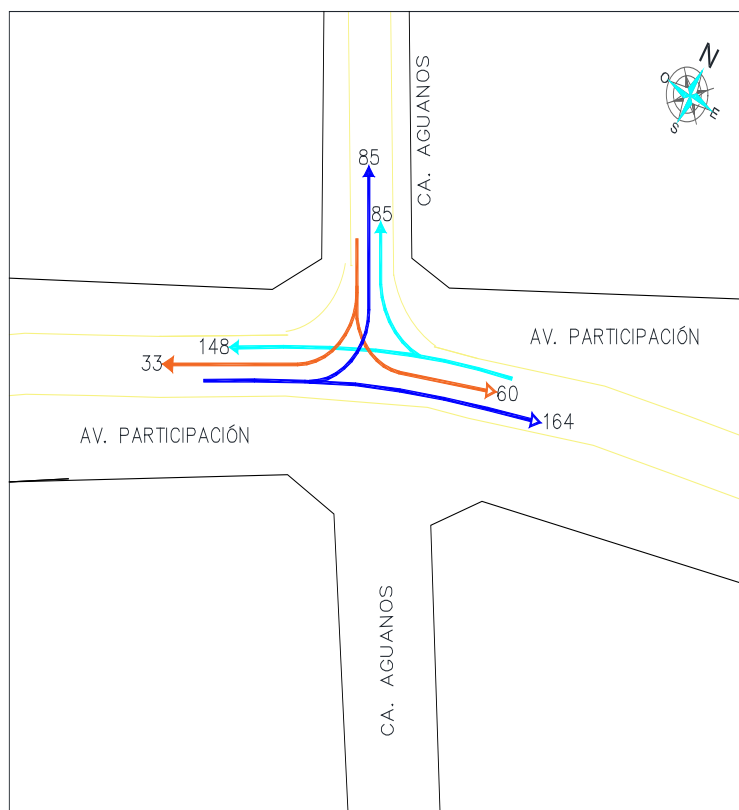 N
O
E
S
CA. AGUANOS
85
85
AV. PARTICIPACIÓN
148
33
60
164
AV. PARTICIPACIÓN
CA. AGUANOS